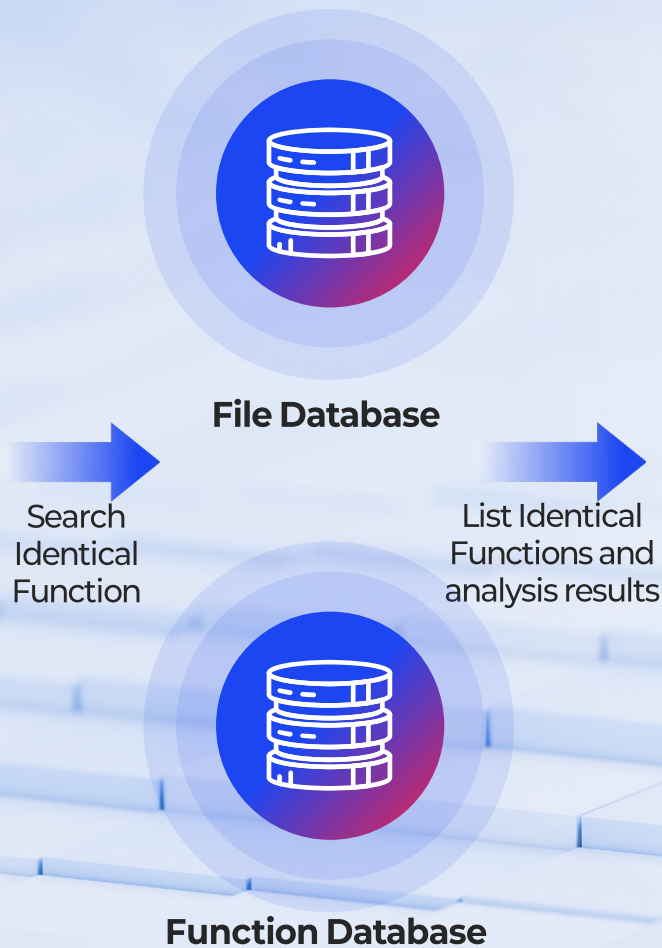 File Database
Search
Identical
Function
List Identical
Functions and
analysis results
Function Database